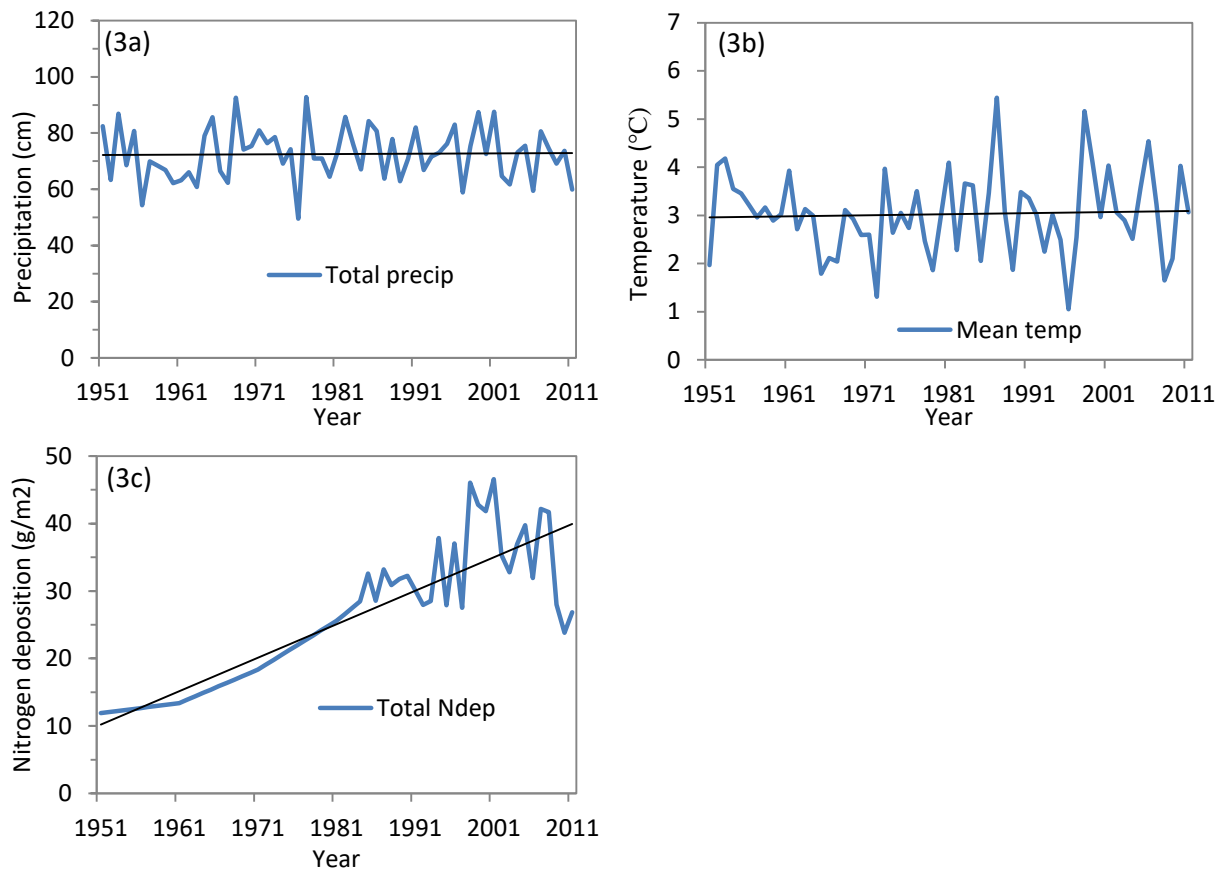 (3a)
Precipitation (cm)
120
100
80
60
40
20
0
Total precip
1951 1961 1971 1981 1991 2001 2011
Year
(3b)
Temperature (℃)
7
6
5
4
3
2
1
0
Mean temp
1951 1961 1971 1981 1991 2001 2011
Year
(3c)
Nitrogen deposition (g/m2)
50
40
30
20
10
0
Total Ndep
1951 1961 1971 1981 1991 2001 2011
Year